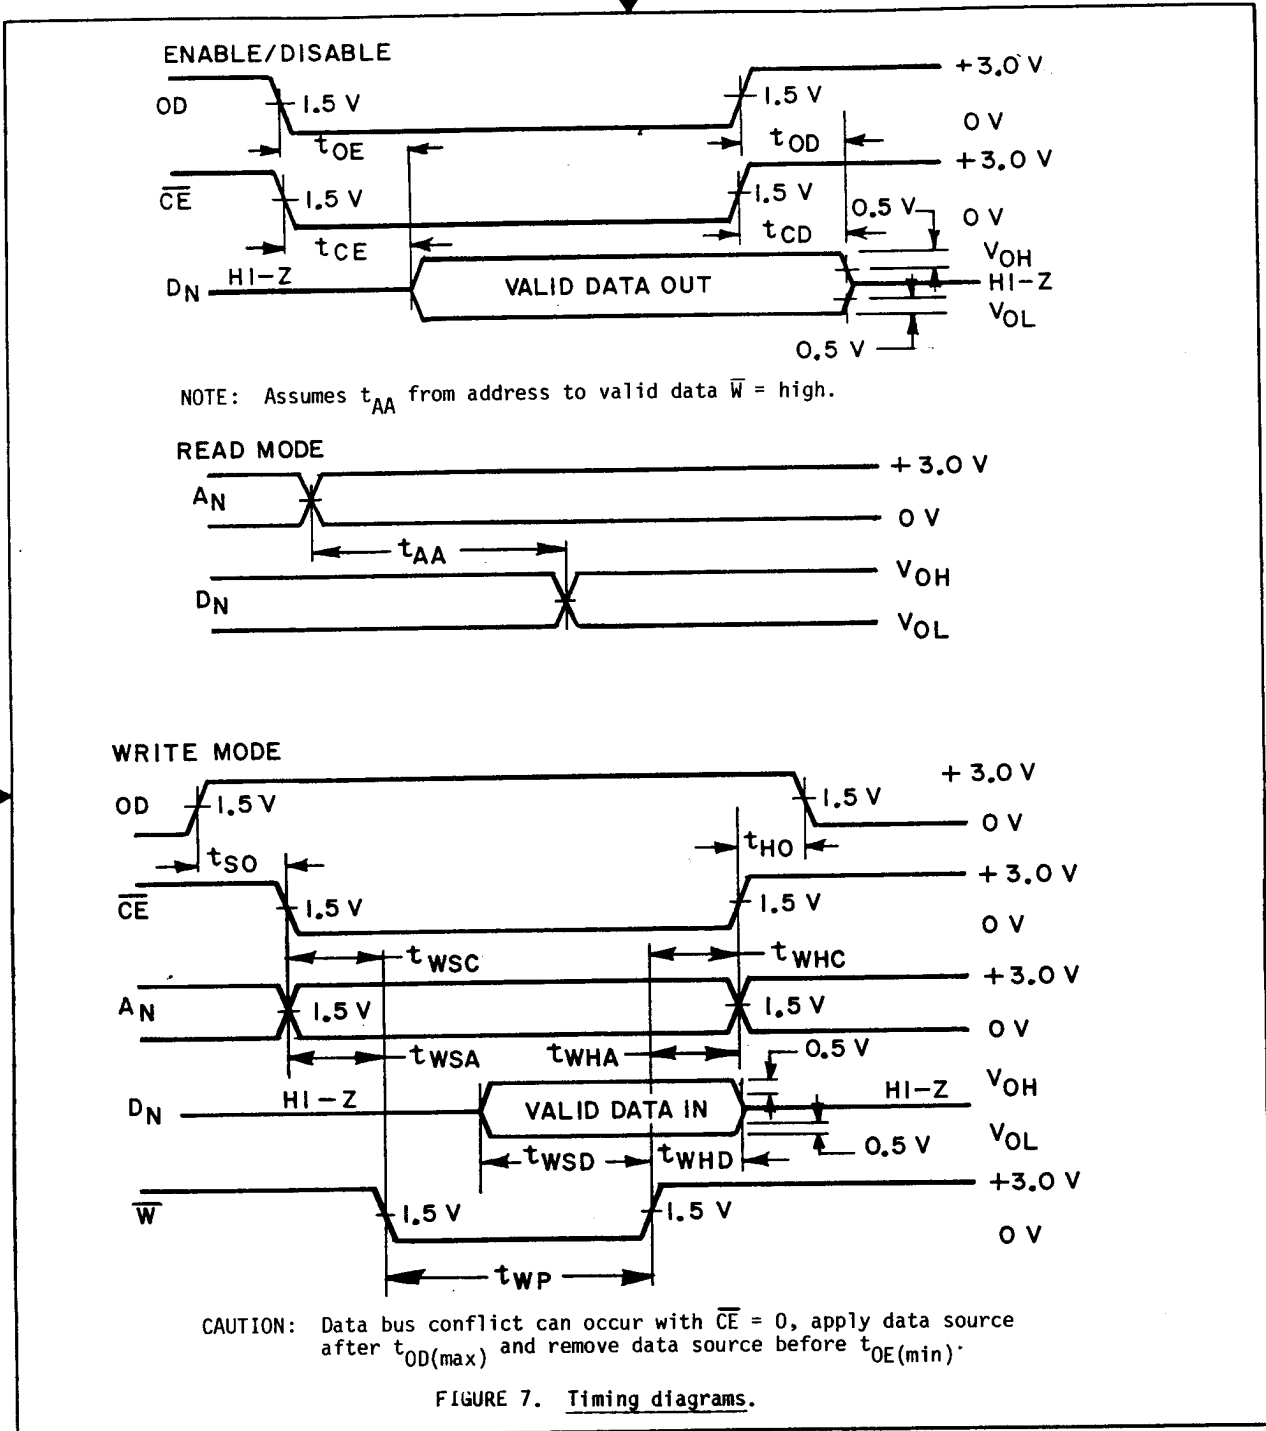 ENABLE/DISABLE
+3.0 V
OD
1.5 V
1.5 V
0 V
tOE
tOD
+3.0 V
CE
1.5 V
1.5 V
0.5 V
0 V
tCE
tCD
VOH
DN
HI-Z
VALID DATA OUT
HI-Z
VOL
0.5 V
NOTE: Assumes tAA from address to valid data W̅ = high.
READ MODE
+3.0 V
AN
0 V
tAA
VOH
DN
VOL
WRITE MODE
+3.0 V
OD
1.5 V
1.5 V
0 V
tSO
tHO
+3.0 V
C̅E̅
1.5 V
1.5 V
0 V
tWSC
tWHC
+3.0 V
AN
1.5 V
1.5 V
0 V
tWSA
tWHA
0.5 V
VOH
DN
HI-Z
VALID DATA IN
HI-Z
VOL
0.5 V
tWSD
tWHD
+3.0 V
W̅
1.5 V
1.5 V
0 V
tWP
CAUTION: Data bus conflict can occur with C̅E̅ = 0, apply data source
after tOD(max) and remove data source before tOE(min).
FIGURE 7. Timing diagrams.